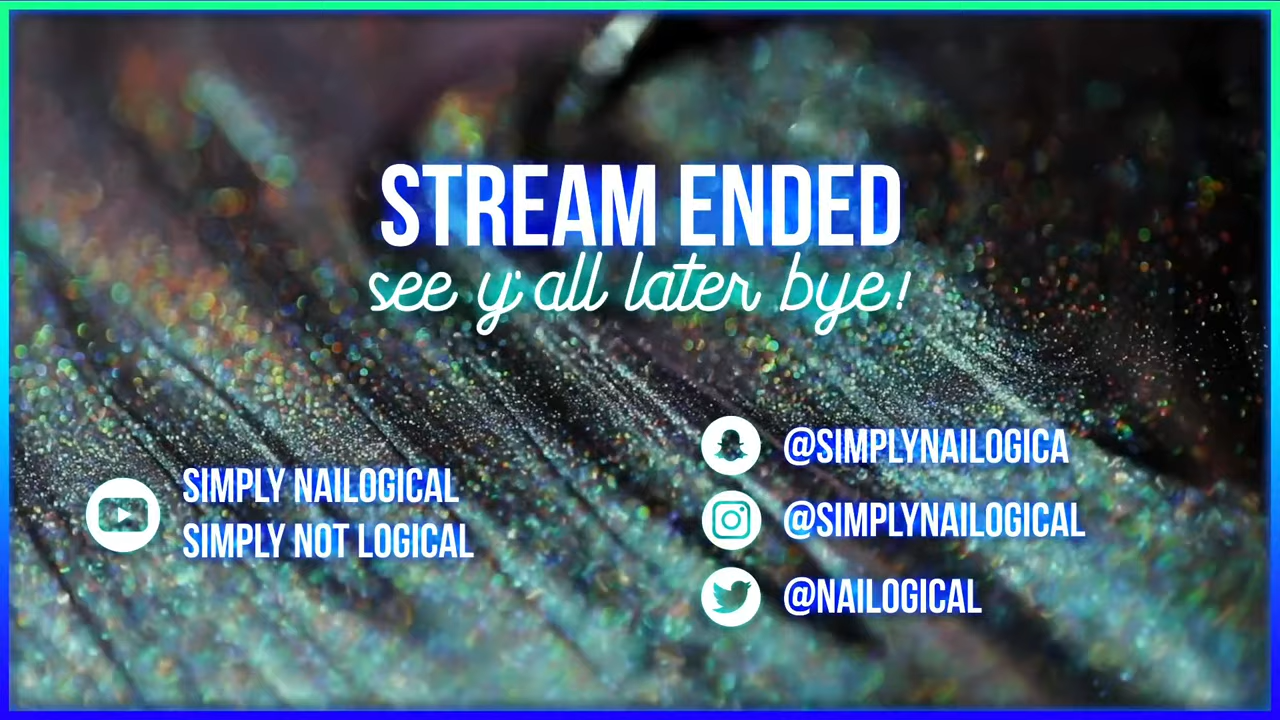 STREAM ENDED
see y'all later bye!
SIMPLY NAILOGICAL
SIMPLY NOT LOGICAL
@SIMPLYNAILOGICA
@SIMPLYNAILOGICAL
@NAILOGICAL